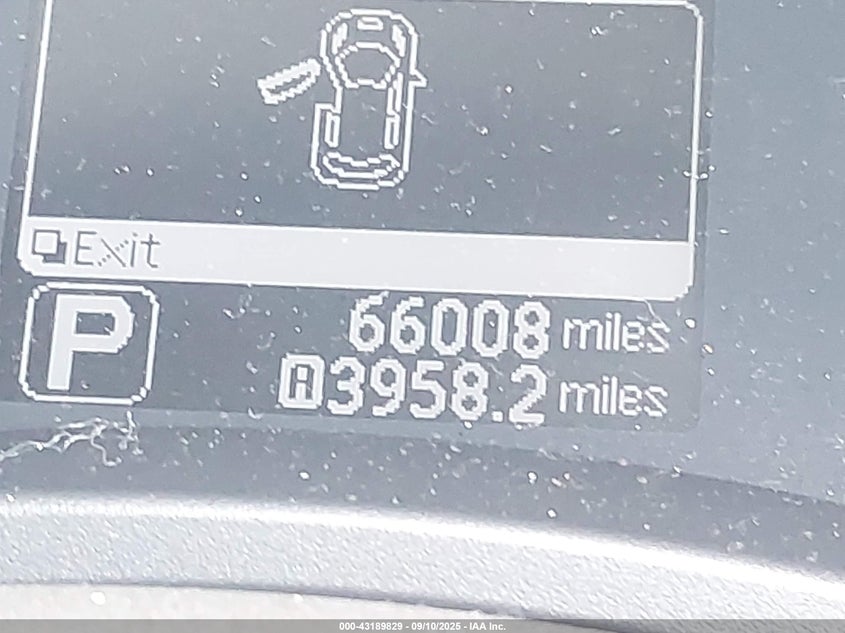 Exit
P
66008 miles
A3958.2 miles
000-43189829 - 09/10/2025 - IAA Inc.